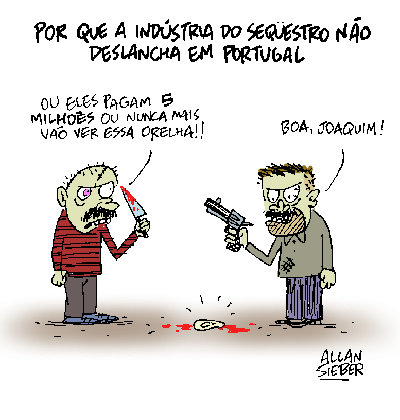 POR QUE A INDÚSTRIA DO SEQÜESTRO NÃO
DESLANCHA EM PORTUGAL
OU ELES PAGAM 5
MILHÕES OU NUNCA MAIS
VÃO VER ESSA ORELHA!!
BOA, JOAQUIM!
ALLAN
SIEBER